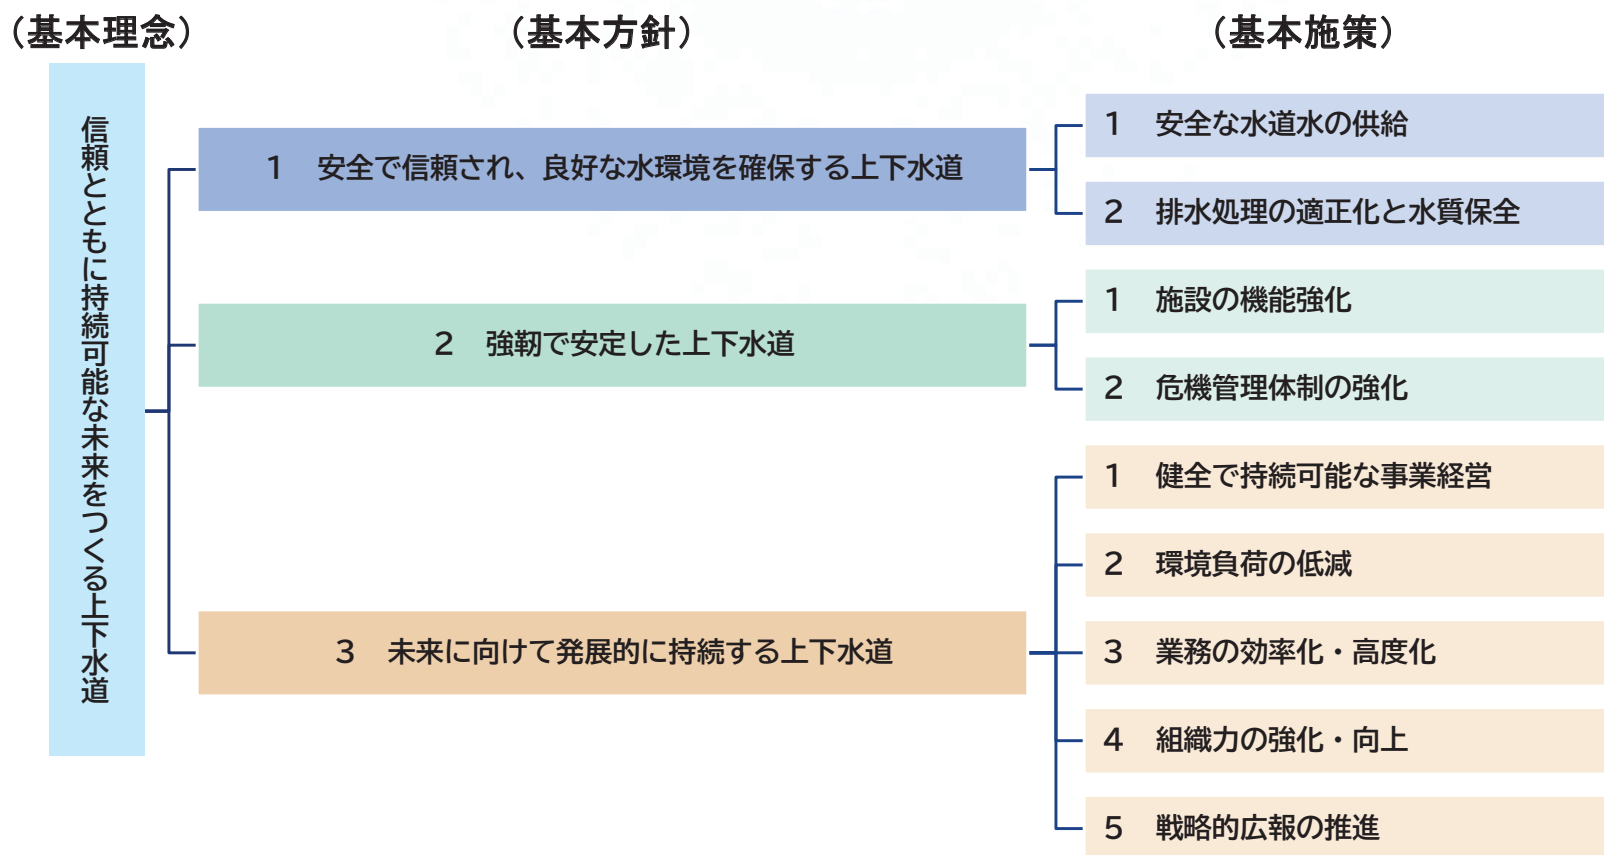 （基本理念）
（基本方針）
（基本施策）
信頼とともに持続可能な未来をつくる上下水道
1　安全で信頼され、良好な水環境を確保する上下水道
1　安全な水道水の供給
2　排水処理の適正化と水質保全
2　強靭で安定した上下水道
1　施設の機能強化
2　危機管理体制の強化
3　未来に向けて発展的に持続する上下水道
1　健全で持続可能な事業経営
2　環境負荷の低減
3　業務の効率化・高度化
4　組織力の強化・向上
5　戦略的広報の推進